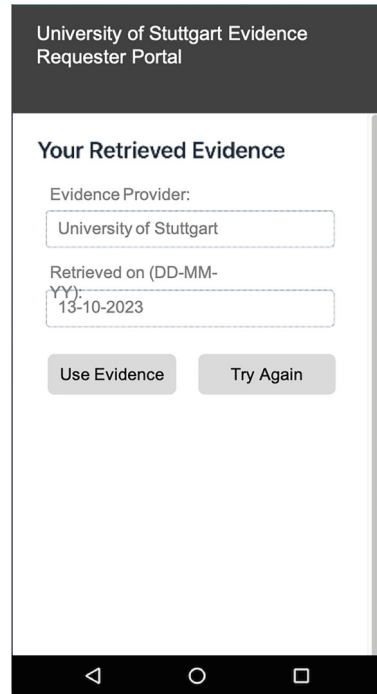 University of Stuttgart Evidence
Requester Portal
Your Retrieved Evidence
Evidence Provider:
University of Stuttgart
Retrieved on (DD-MM-
YY):
13-10-2023
Use Evidence
Try Again